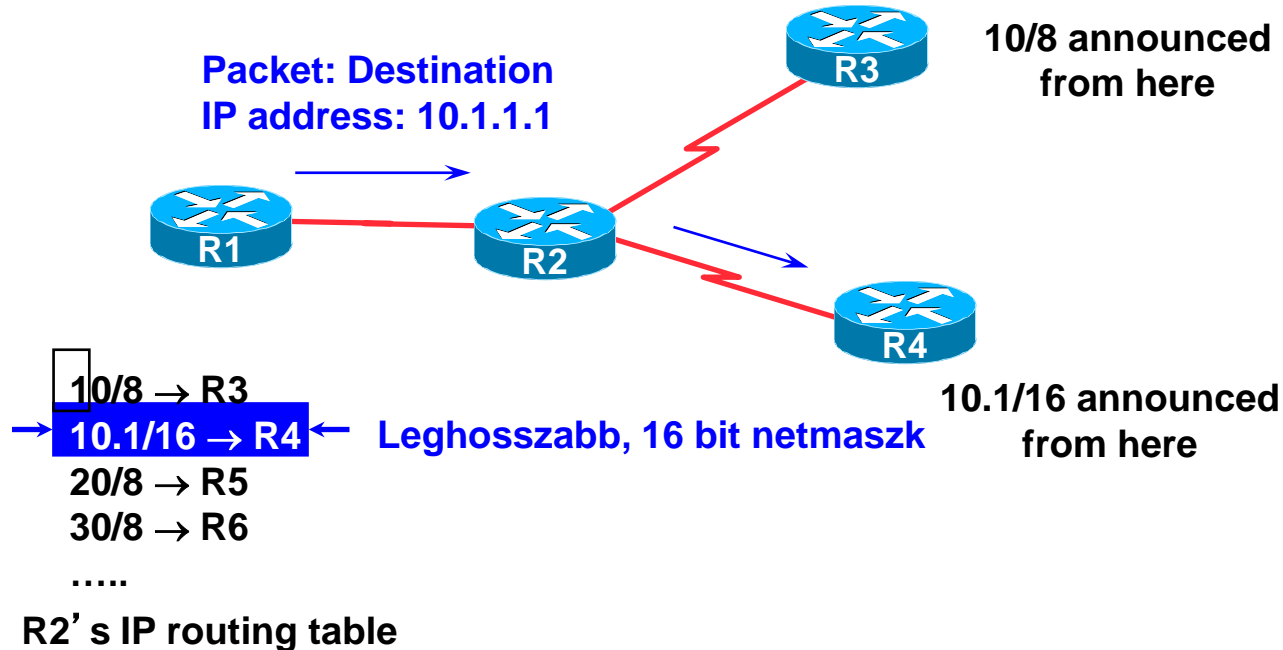 Packet: Destination
IP address: 10.1.1.1
R3
10/8 announced
from here
R1
R2
R4
10.1/16 announced
from here
10/8 → R3
10.1/16 → R4
Leghosszabb, 16 bit netmaszk
20/8 → R5
30/8 → R6
…..
R2’s IP routing table